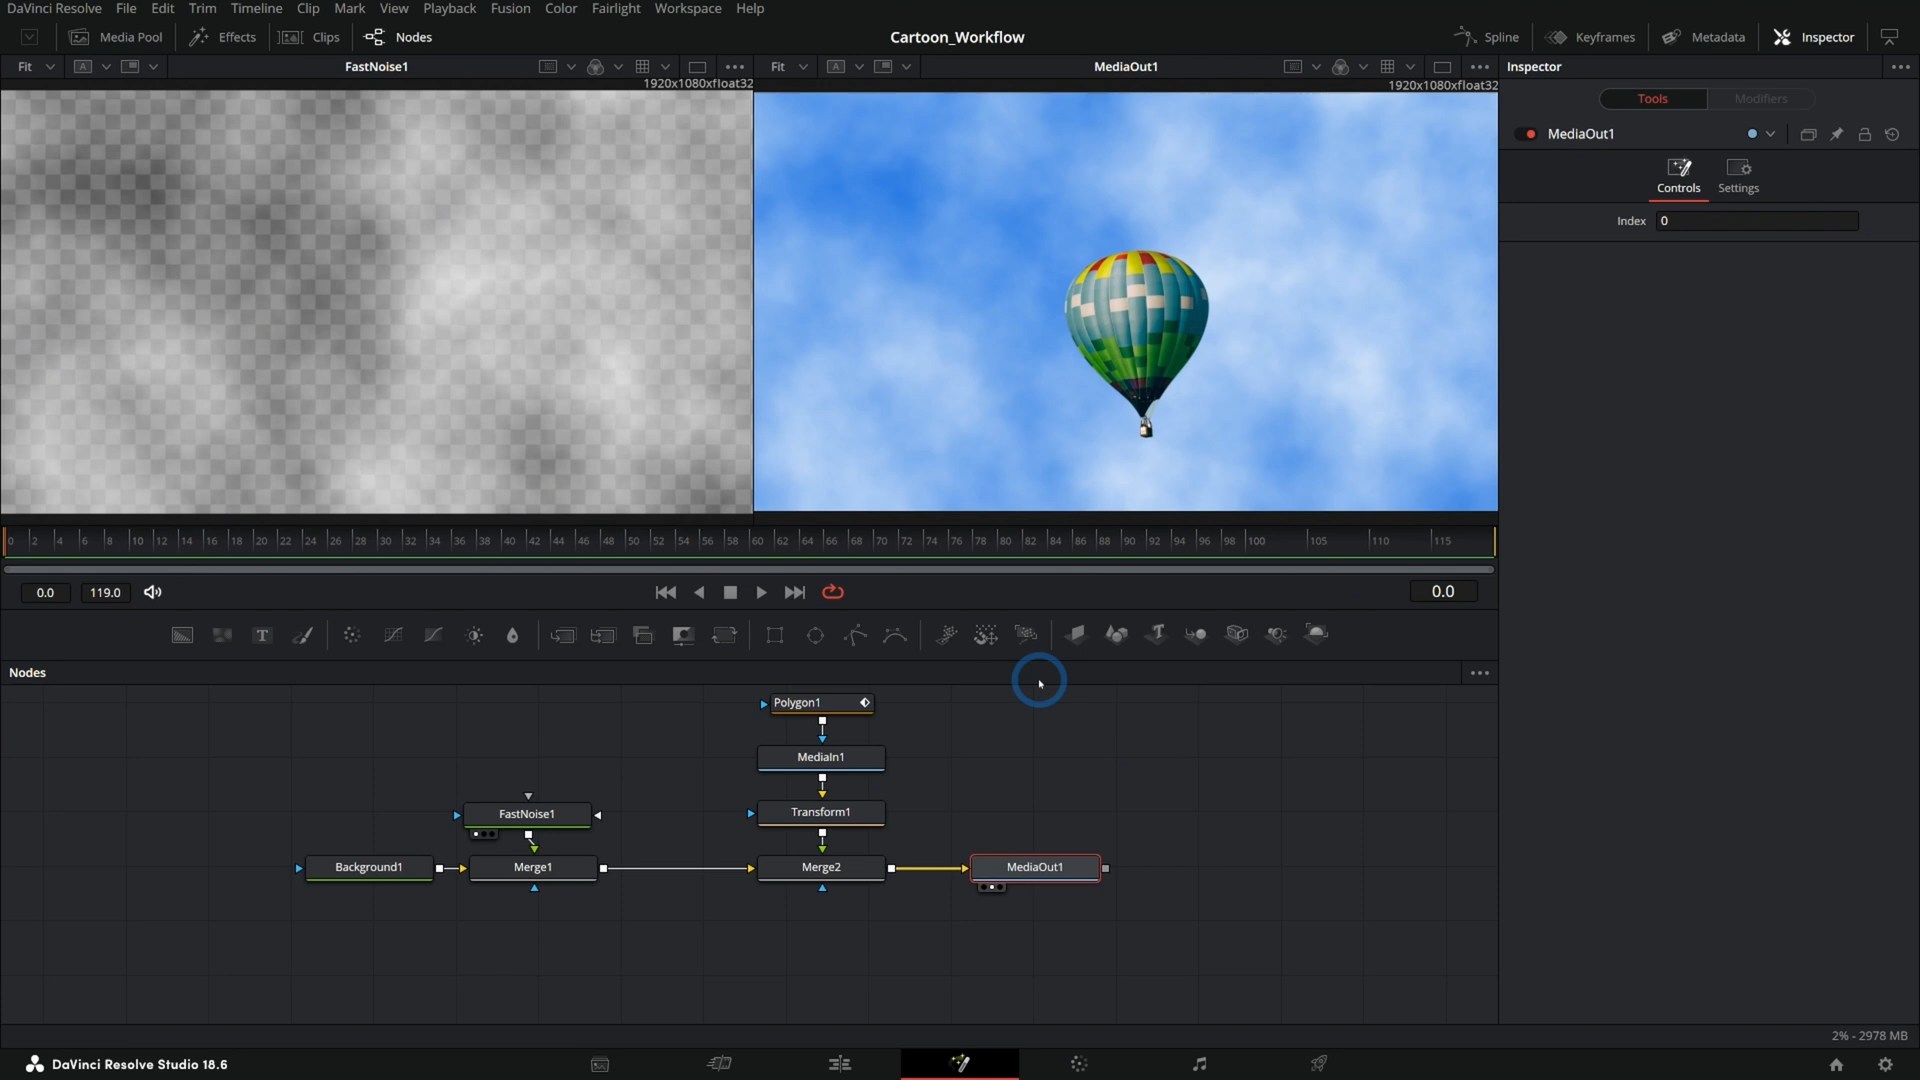 DaVinci Resolve File Edit Trim Timeline Clip Mark View Playback Fusion Color Fairlight Workspace Help
Media Pool Effects Clips Nodes Cartoon_Workflow Spline Keyframes Metadata Inspector
Fit A FastNoise1 Fit A MediaOut1 Inspector
1920x1080xfloat32 1920x1080xfloat32
Tools Modifiers
MediaOut1
Controls Settings
Index 0
0 2 4 6 8 10 12 14 16 18 20 22 24 26 28 30 32 34 36 38 40 42 44 46 48 50 52 54 56 58 60 62 64 66 68 70 72 74 76 78 80 82 84 86 88 90 92 94 96 98 100 105 110 115
0.0 119.0 0.0
T T
Nodes
Polygon1
MediaIn1
FastNoise1 Transform1
Background1 Merge1 Merge2 MediaOut1
2% - 2978 MB
DaVinci Resolve Studio 18.6